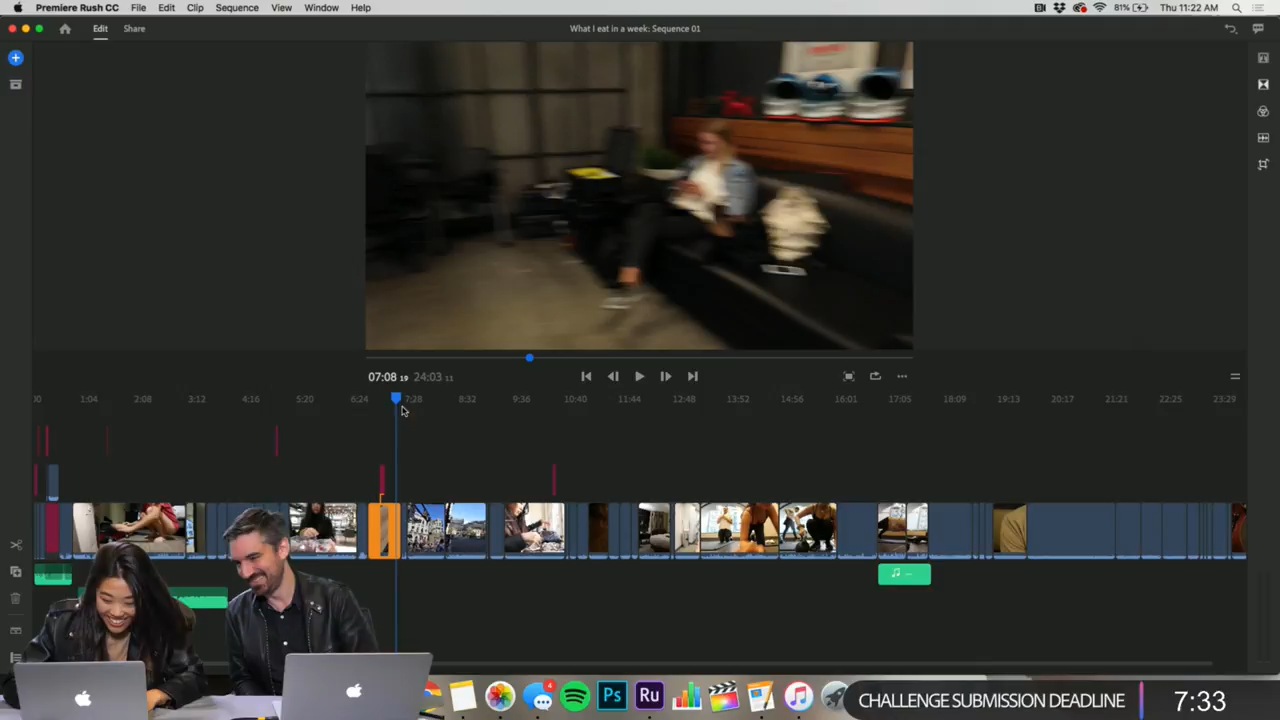 Premiere Rush CC File Edit Clip Sequence View Window Help 81% Thu 11:22 AM
Edit Share What I eat in a week: Sequence 01
07:08 19 24:03 11
:00 1:04 2:08 3:12 4:16 5:20 6:24 7:28 8:32 9:36 10:40 11:44 12:48 13:52 14:56 16:01 17:05 18:09 19:13 20:17 21:21 22:25 23:29
4
Ps Ru
CHALLENGE SUBMISSION DEADLINE 7:33